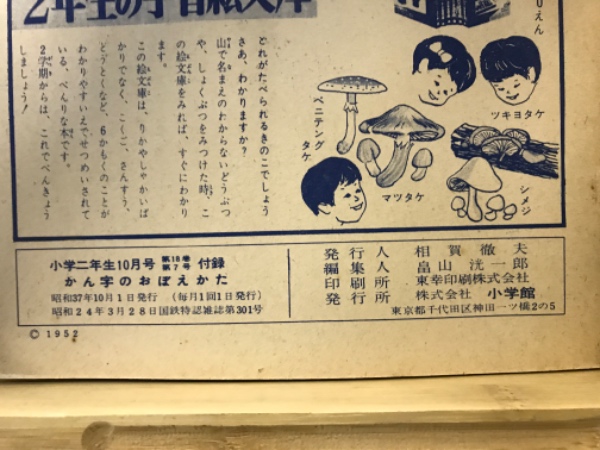 2年生の学習絵文庫
どれがたべられるきのこでしょう
さあ、わかりますか?
山で名まえのわからないどうぶつ
や、しょくぶつをみつけた時、こ
の絵文庫をみれば、すぐにわかり
ます。
この絵文庫は、りかやしゃかいば
かりでなく、こくご、さんすう、
どうとくなど、6かもくのことが
わかりやすいえでせつめいされて
いる、べんりな本です。
2学期からは、これでべんきょう
しましょう!
ツキヨタケ
ベニテング
タケ
マツタケ
シメジ
小学二年生10月号 第18巻 第7号 付録
かん字のおぼえかた
昭和37年10月1日発行 (毎月1回1日発行)
昭和24年3月28日国鉄特認雑誌第301号
発行人 相賀徹夫
編集人 畠山滉一郎
印刷所 東幸印刷株式会社
発行所 株式会社 小学館
東京都千代田区神田一ツ橋2の5
© 1952